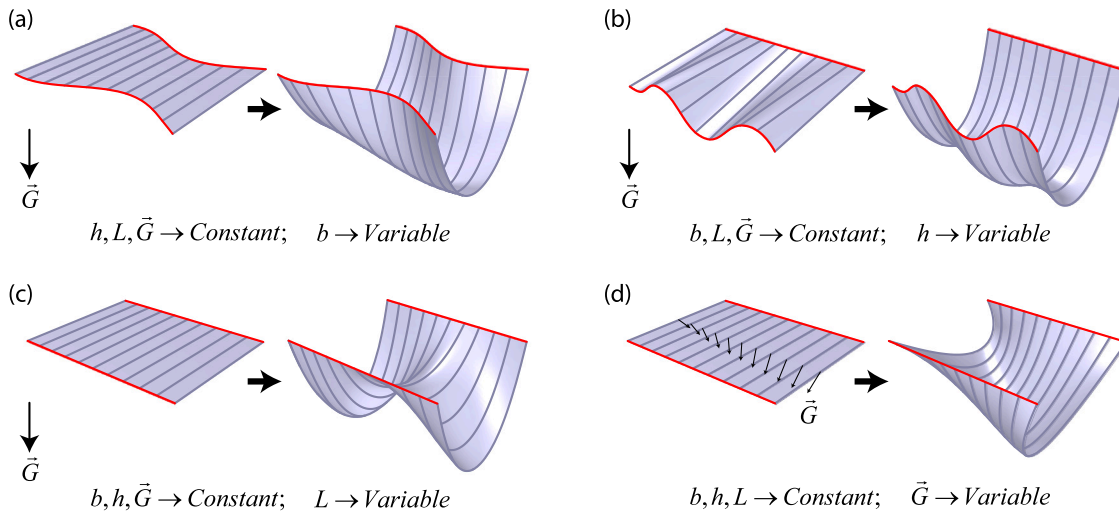 (a)
(b)
G⃗
G⃗
h, L, G⃗ → Constant; b → Variable
b, L, G⃗ → Constant; h → Variable
(c)
(d)
G⃗
G⃗
b, h, G⃗ → Constant; L → Variable
b, h, L → Constant; G⃗ → Variable